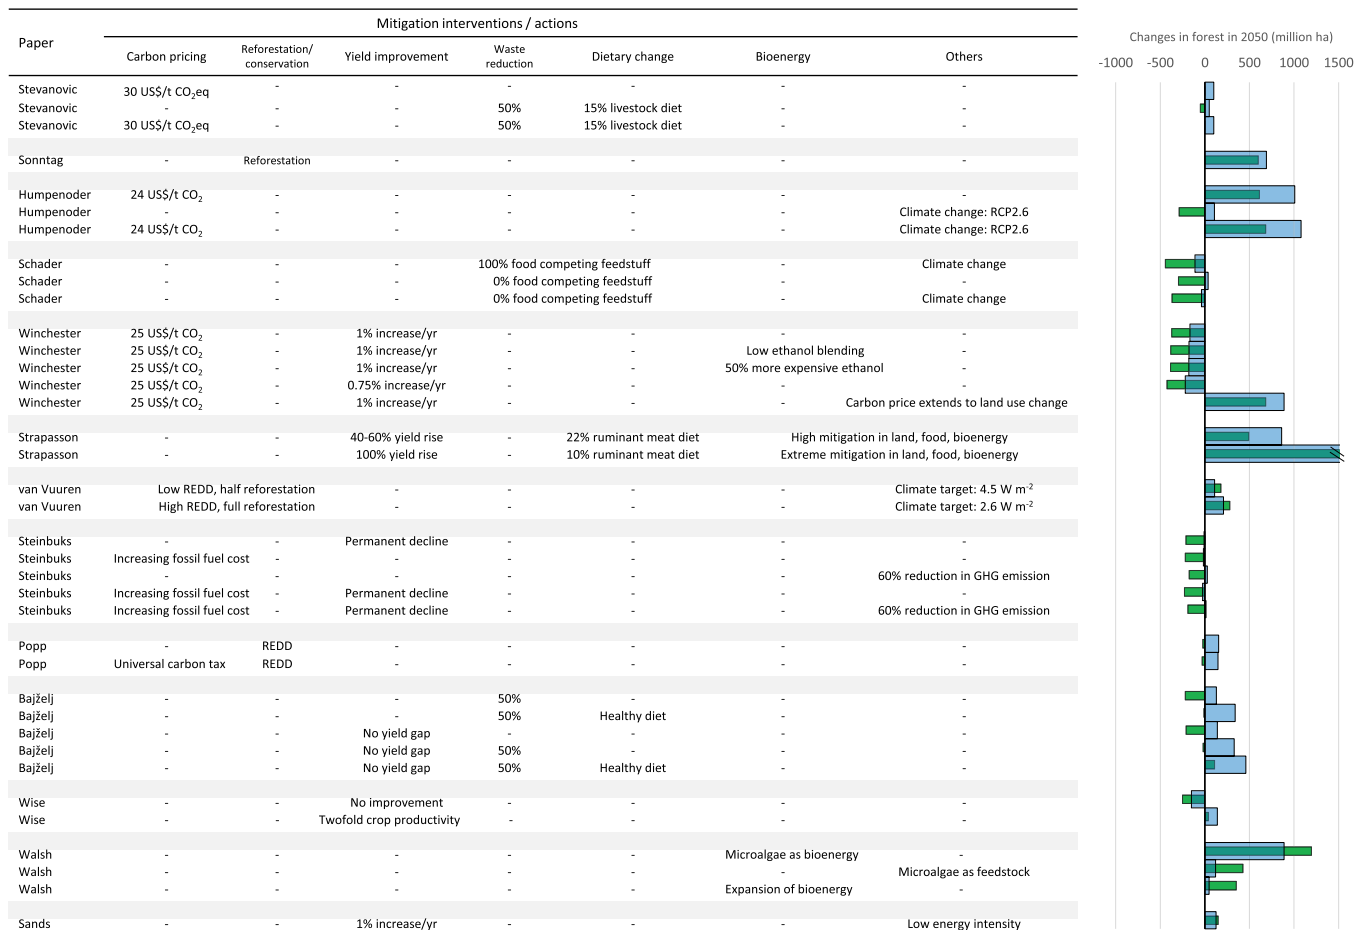 Mitigation interventions / actions
Paper
Carbon pricing Reforestation/ conservation Yield improvement Waste reduction Dietary change Bioenergy Others
Changes in forest in 2050 (million ha)
-1000 -500 0 500 1000 1500
Stevanovic 30 US$/t CO2eq - - - - - -
Stevanovic - - - 50% 15% livestock diet - -
Stevanovic 30 US$/t CO2eq - - 50% 15% livestock diet - -
Sonntag - Reforestation - - - - -
Humpenoder 24 US$/t CO2 - - - - - -
Humpenoder - - - - - - Climate change: RCP2.6
Humpenoder 24 US$/t CO2 - - - - - Climate change: RCP2.6
Schader - - - 100% food competing feedstuff - Climate change
Schader - - - 0% food competing feedstuff - -
Schader - - - 0% food competing feedstuff - Climate change
Winchester 25 US$/t CO2 - 1% increase/yr - - - -
Winchester 25 US$/t CO2 - 1% increase/yr - - Low ethanol blending -
Winchester 25 US$/t CO2 - 1% increase/yr - - 50% more expensive ethanol -
Winchester 25 US$/t CO2 - 0.75% increase/yr - - - -
Winchester 25 US$/t CO2 - 1% increase/yr - - Carbon price extends to land use change
Strapasson - - 40-60% yield rise - 22% ruminant meat diet High mitigation in land, food, bioenergy
Strapasson - - 100% yield rise - 10% ruminant meat diet Extreme mitigation in land, food, bioenergy
van Vuuren Low REDD, half reforestation - - - - Climate target: 4.5 W m-2
van Vuuren High REDD, full reforestation - - - - Climate target: 2.6 W m-2
Steinbuks - - Permanent decline - - - -
Steinbuks Increasing fossil fuel cost - - - - - -
Steinbuks - - - - - - 60% reduction in GHG emission
Steinbuks Increasing fossil fuel cost - Permanent decline - - - -
Steinbuks Increasing fossil fuel cost - Permanent decline - - - 60% reduction in GHG emission
Popp - REDD - - - - -
Popp Universal carbon tax REDD - - - - -
Bajželj - - - 50% - - -
Bajželj - - - 50% Healthy diet - -
Bajželj - - No yield gap - - - -
Bajželj - - No yield gap 50% - - -
Bajželj - - No yield gap 50% Healthy diet - -
Wise - - No improvement - - - -
Wise - - Twofold crop productivity - - - -
Walsh - - - - - Microalgae as bioenergy -
Walsh - - - - - - Microalgae as feedstock
Walsh - - - - - Expansion of bioenergy -
Sands - - 1% increase/yr - - - Low energy intensity